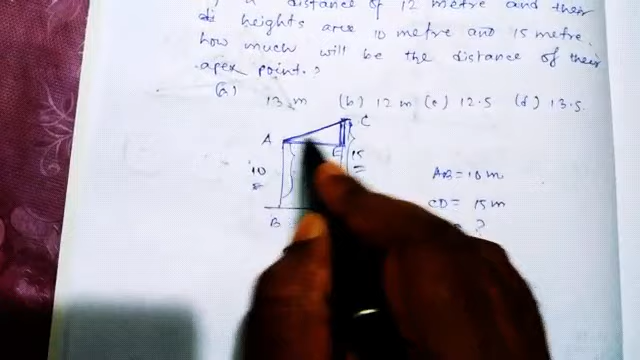 a distance of 12 metre and their
heights are 10 metre and 15 metre.
how much will be the distance of their
apex point.?
(a) 13 m (b) 12 m (c) 12.5 (d) 13.5
C
A
E
15
10
AB = 10 m
CD = 15 m
B
?